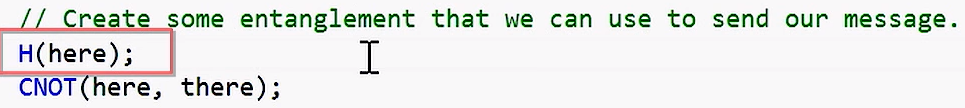 // Create some entanglement that we can use to send our message.
H(here);
CNOT(here, there);